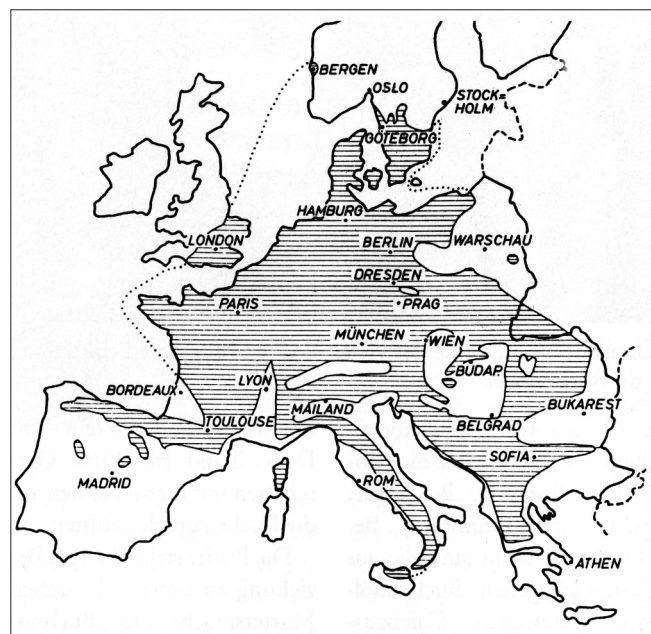 BERGEN
OSLO
STOCK=
HOLM
GÖTEBORG
HAMBURG
LONDON
BERLIN
WARSCHAU
DRESDEN
PARIS
PRAG
MÜNCHEN
WIEN
BUDAP.
LYON
BORDEAUX
MAILAND
BUKAREST
TOULOUSE
BELGRAD
SOFIA
MADRID
ROM
ATHEN